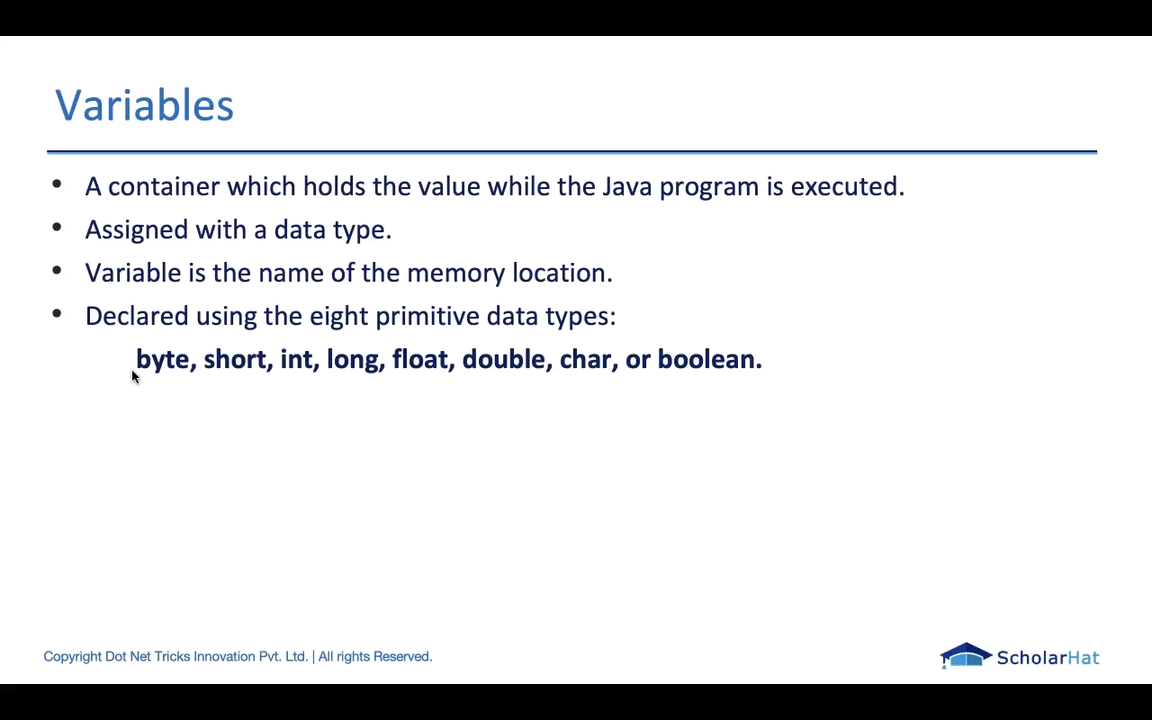 Variables
• A container which holds the value while the Java program is executed.
• Assigned with a data type.
• Variable is the name of the memory location.
• Declared using the eight primitive data types:
byte, short, int, long, float, double, char, or boolean.
Copyright Dot Net Tricks Innovation Pvt. Ltd. | All rights Reserved.
ScholarHat